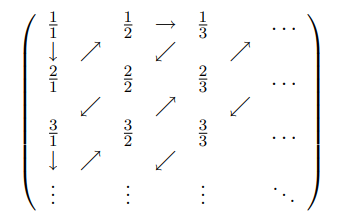 1/1 1/2 → 1/3 ⋯
↓ ↗ ↙ ↗
2/1 2/2 2/3 ⋯
↙ ↗ ↙
3/1 3/2 3/3 ⋯
↓ ↗ ↙
⋮ ⋮ ⋮ ⋱